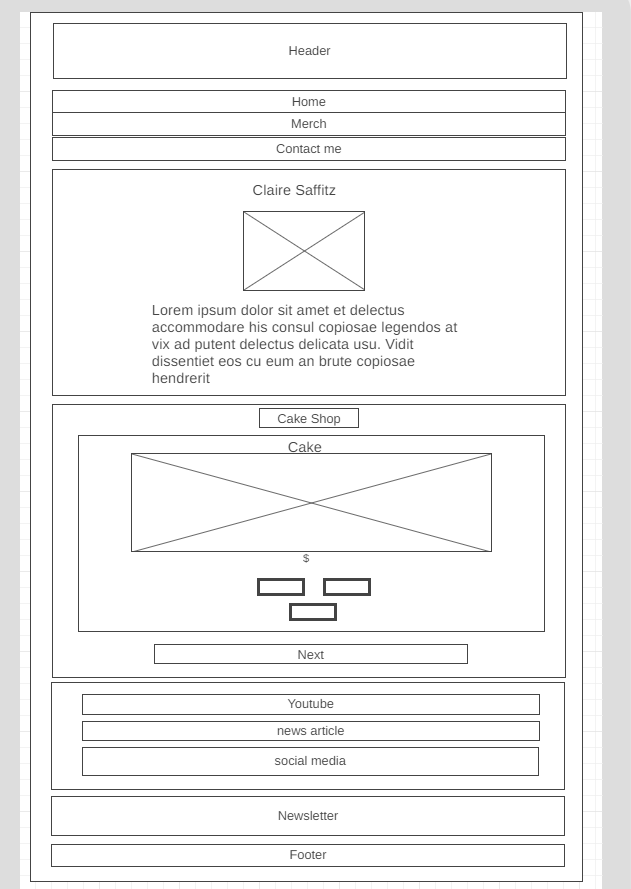 Header
Home
Merch
Contact me
Claire Saffitz
Lorem ipsum dolor sit amet et delectus
accommodare his consul copiosae legendos at
vix ad putent delectus delicata usu. Vidit
dissentiet eos cu eum an brute copiosae
hendrerit
Cake Shop
Cake
$
Next
Youtube
news article
social media
Newsletter
Footer